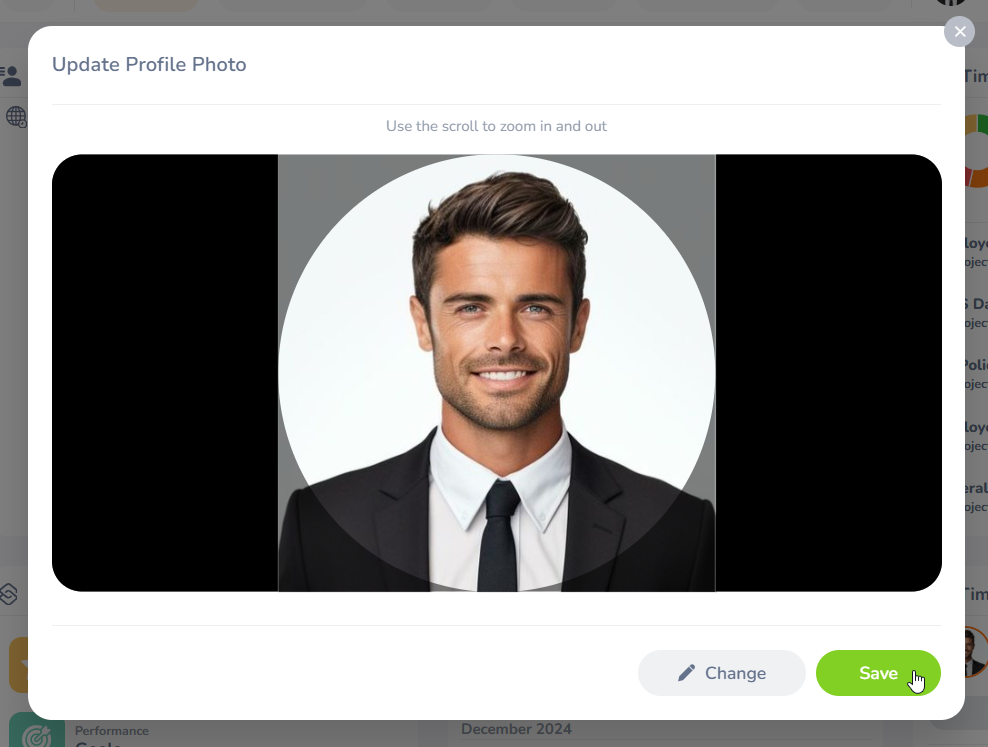 Update Profile Photo
Use the scroll to zoom in and out
Change
Save
Performance
December 2024